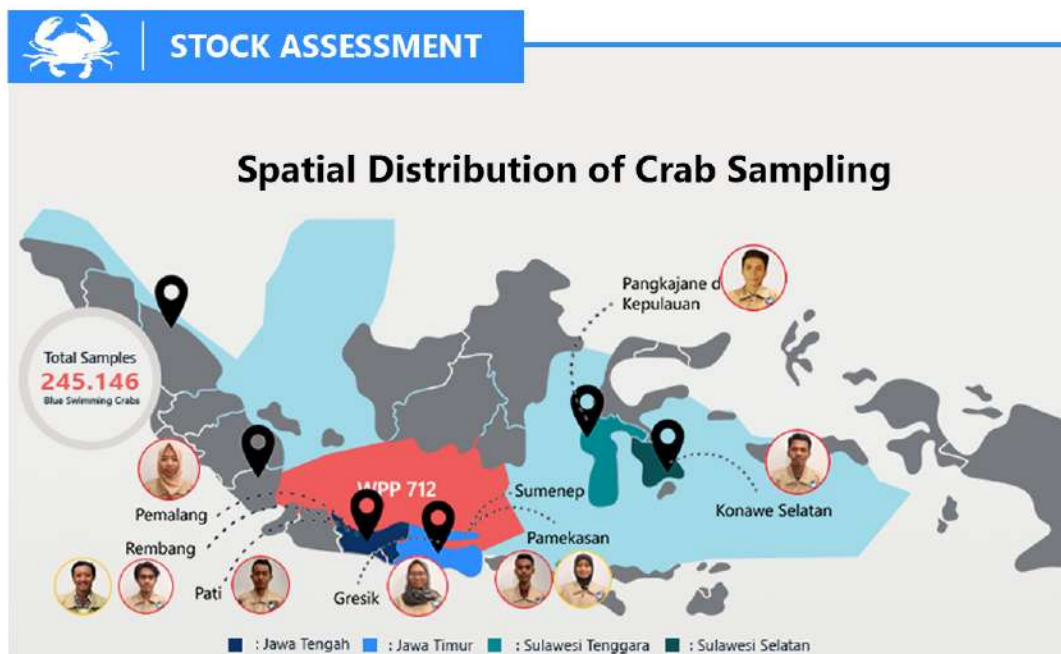 STOCK ASSESSMENT
Spatial Distribution of Crab Sampling
Pangkajane d
Kepulauan
Total Samples
245.146
Blue Swimming Crabs
WPP 712
Sumenep
Konawe Selatan
Pemalang
Pamekasan
Rembang
Pati
Gresik
: Jawa Tengah : Jawa Timur : Sulawesi Tenggara : Sulawesi Selatan